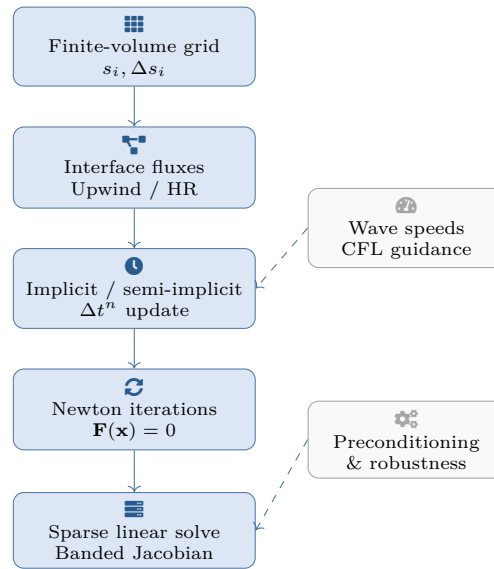 Finite-volume grid
s_i, Δs_i
Interface fluxes
Upwind / HR
Wave speeds
CFL guidance
Implicit / semi-implicit
Δt^n update
Newton iterations
F(x) = 0
Preconditioning
& robustness
Sparse linear solve
Banded Jacobian